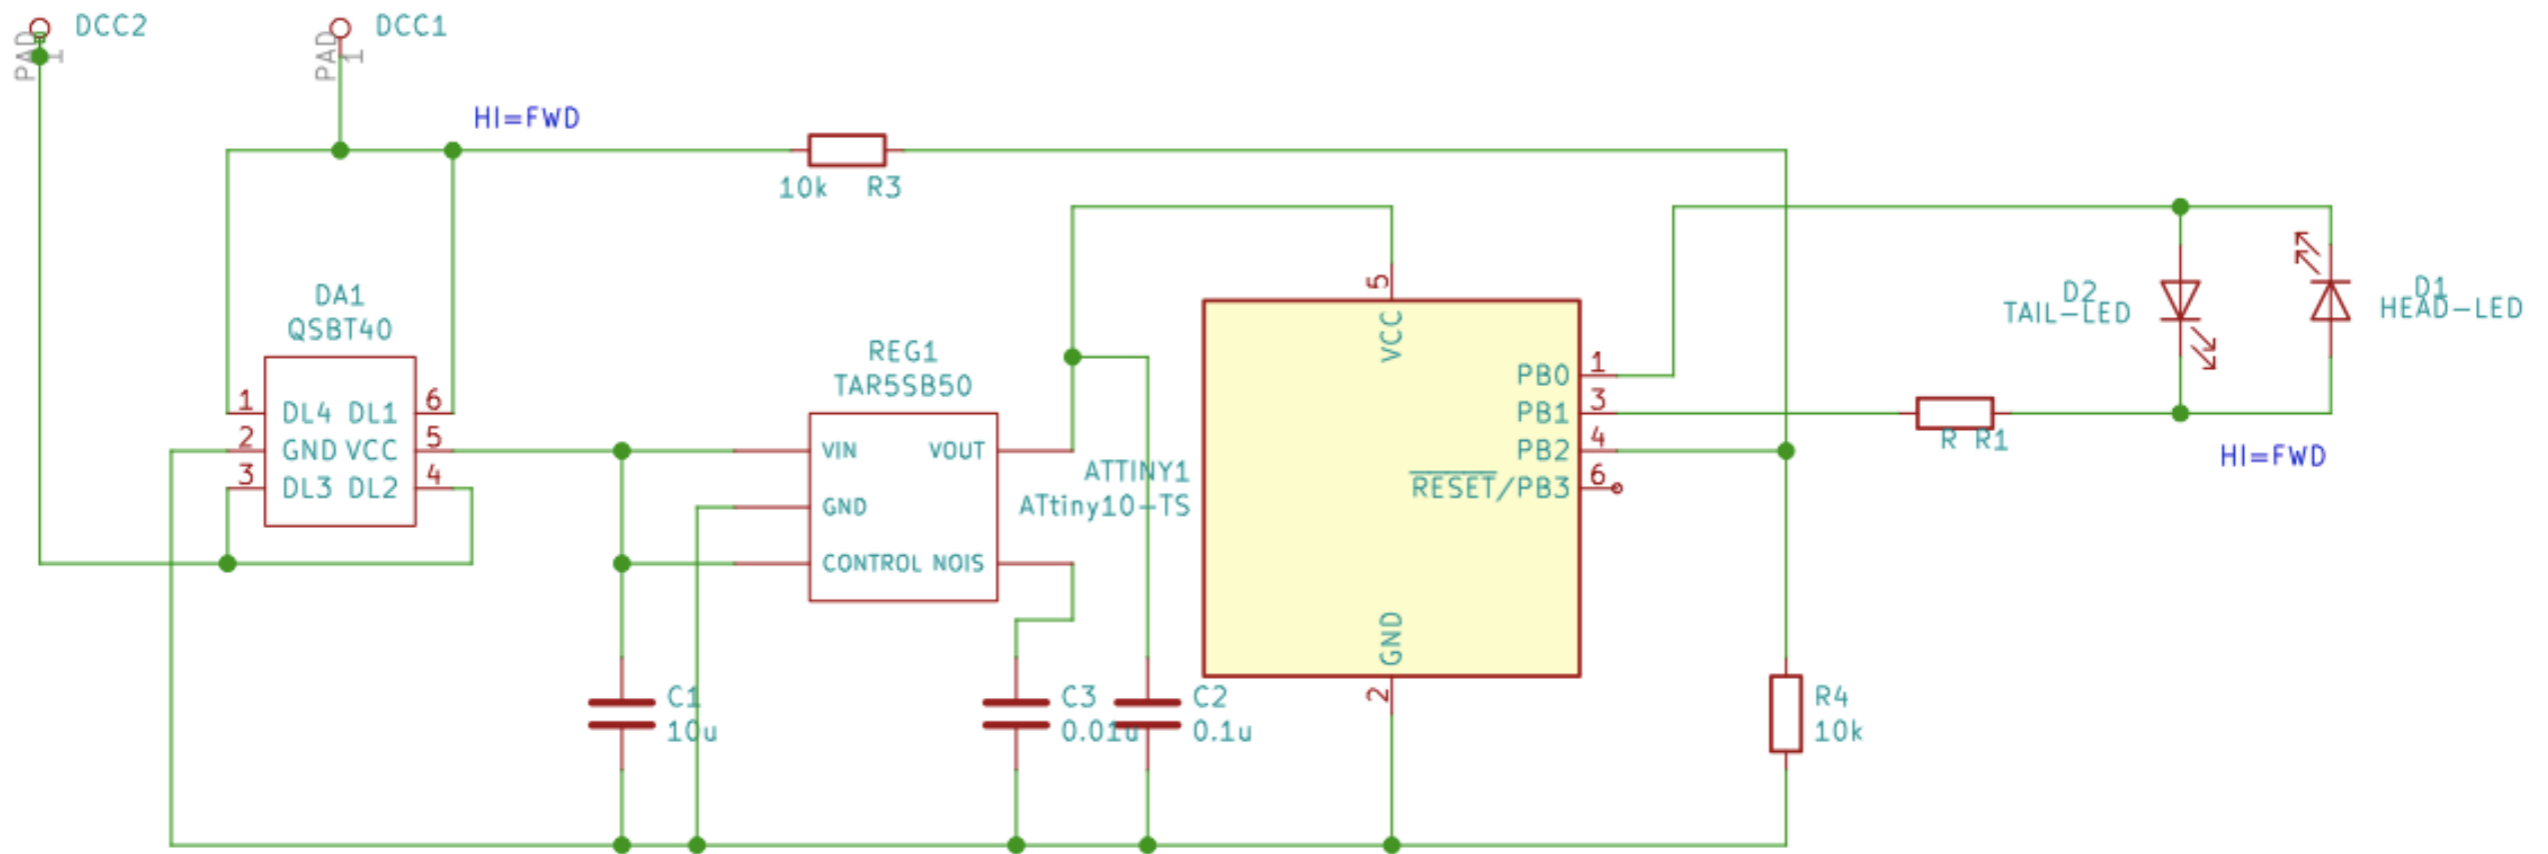 DCC2
DCC1
PAD
1
PAD
1
HI=FWD
10k R3
DA1
QSBT40
1 DL4 DL1 6
2 GND VCC 5
3 DL3 DL2 4
REG1
TAR5SB50
VIN VOUT
GND
CONTROL NOIS
ATTINY1
ATtiny10-TS
5
VCC
PB0 1
PB1 3
PB2 4
RESET/PB3 6
GND
2
D2
TAIL-LED
D1
HEAD-LED
R R1
HI=FWD
C1
10u
C3
0.01u
C2
0.1u
R4
10k